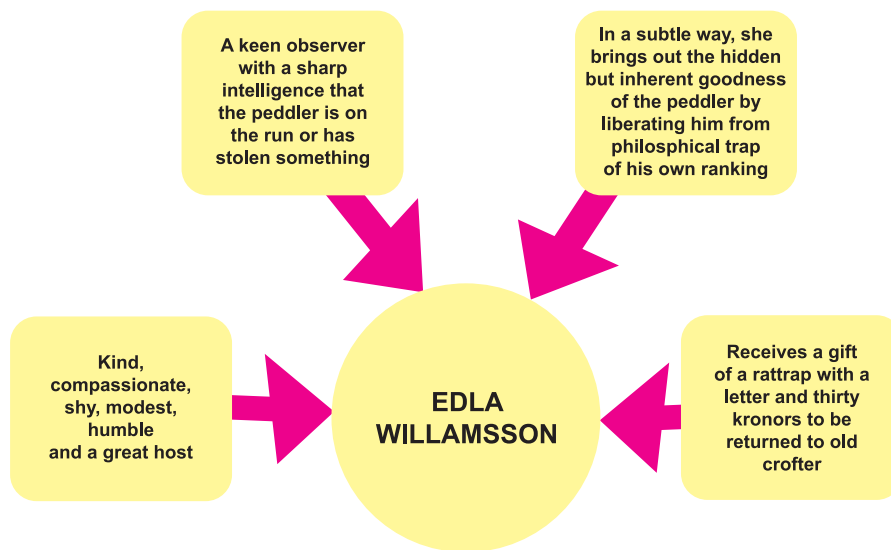 A keen observer
with a sharp
intelligence that
the peddler is on
the run or has
stolen something
In a subtle way, she
brings out the hidden
but inherent goodness
of the peddler by
liberating him from
philosphical trap
of his own ranking
Kind,
compassionate,
shy, modest,
humble
and a great host
EDLA
WILLAMSSON
Receives a gift
of a rattrap with a
letter and thirty
kronors to be
returned to old
crofter